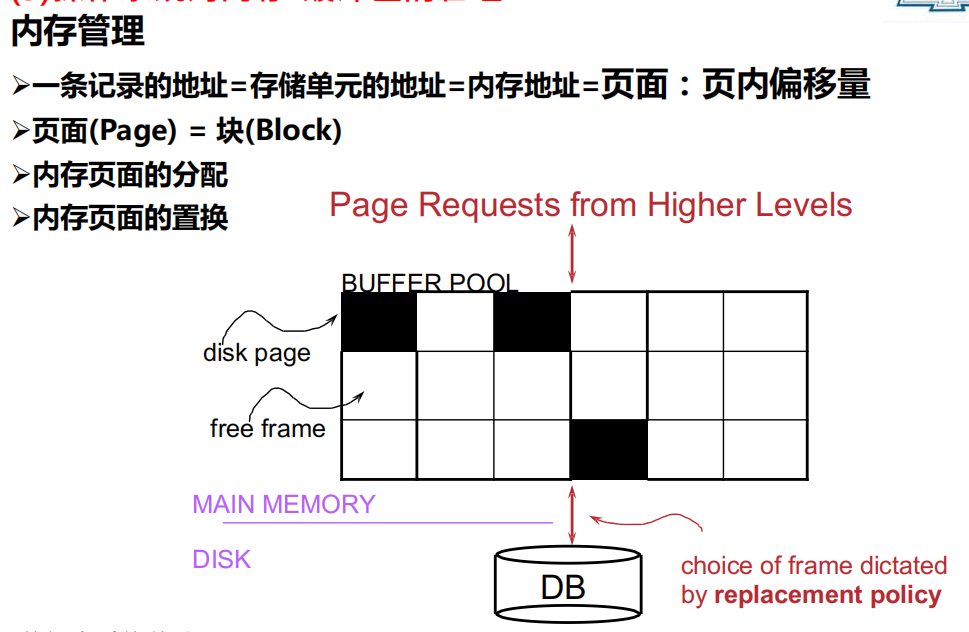 内存管理
➢一条记录的地址=存储单元的地址=内存地址=页面：页内偏移量
➢页面(Page) = 块(Block)
➢内存页面的分配
➢内存页面的置换
Page Requests from Higher Levels
BUFFER POOL
disk page
free frame
MAIN MEMORY
DISK
DB
choice of frame dictated
by replacement policy